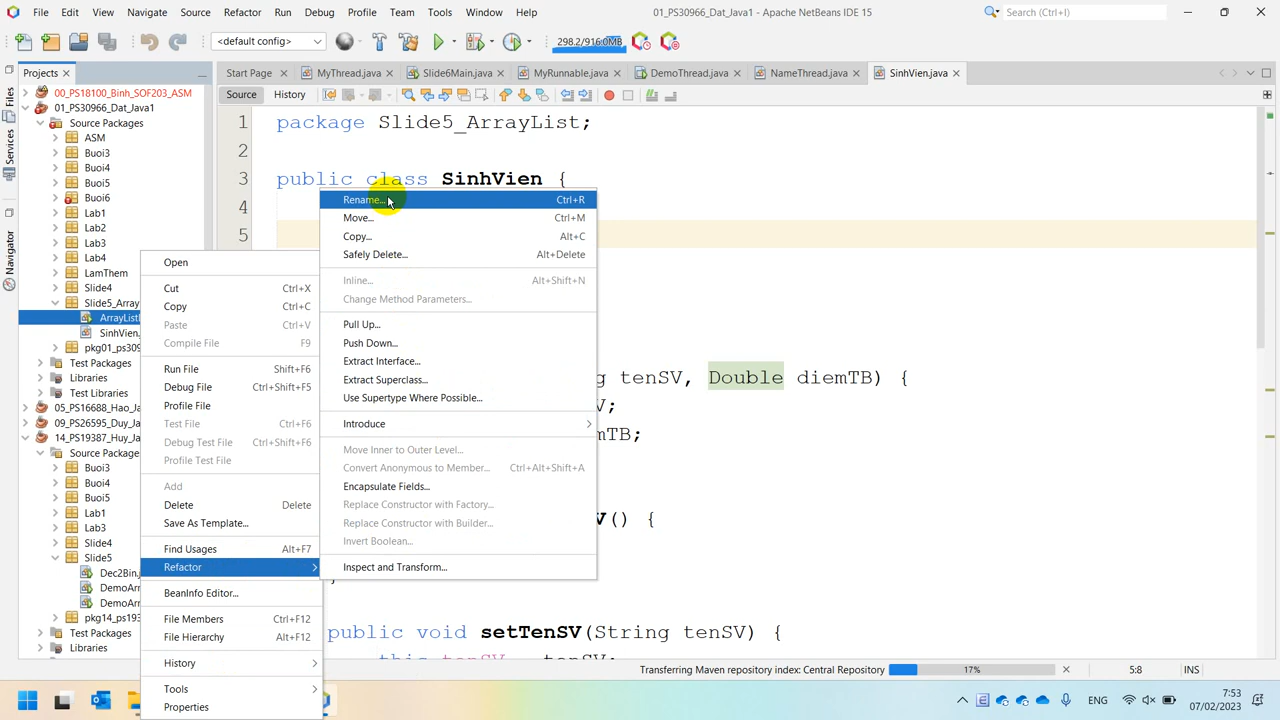 File Edit View Navigate Source Refactor Run Debug Profile Team Tools Window Help
01_PS30966_Dat_Java1 - Apache NetBeans IDE 15
Search (Ctrl+I)
<default config>
298.2/916.0MB
Projects
Start Page
MyThread.java
Slide6Main.java
MyRunnable.java
DemoThread.java
NameThread.java
SinhVien.java
Source History
Files
Services
Navigator
00_PS18100_Binh_SOF203_ASM
01_PS30966_Dat_Java1
Source Packages
ASM
Buoi3
Buoi4
Buoi5
Buoi6
Lab1
Lab2
Lab3
Lab4
LamThem
Slide4
Slide5_Array
ArrayList
SinhVien.
pkg01_ps309
Test Packages
Libraries
Test Libraries
05_PS16688_Hao_Ja
09_PS26595_Duy_Ja
14_PS19387_Huy_Ja
Source Packages
Buoi3
Buoi4
Buoi5
Lab1
Lab3
Slide4
Slide5
Dec2Bin.
DemoArr
DemoArr
pkg14_ps193
Test Packages
Libraries
Open
Cut Ctrl+X
Copy Ctrl+C
Paste Ctrl+V
Compile File F9
Run File Shift+F6
Debug File Ctrl+Shift+F5
Profile File
Test File Ctrl+F6
Debug Test File Ctrl+Shift+F6
Profile Test File
Add
Delete Delete
Save As Template...
Find Usages Alt+F7
Refactor
BeanInfo Editor...
File Members Ctrl+F12
File Hierarchy Alt+F12
History
Tools
Properties
Rename... Ctrl+R
Move... Ctrl+M
Copy... Alt+C
Safely Delete... Alt+Delete
Inline... Alt+Shift+N
Change Method Parameters...
Pull Up...
Push Down...
Extract Interface...
Extract Superclass...
Use Supertype Where Possible...
Introduce
Move Inner to Outer Level...
Convert Anonymous to Member... Ctrl+Alt+Shift+A
Encapsulate Fields...
Replace Constructor with Factory...
Replace Constructor with Builder...
Invert Boolean...
Inspect and Transform...
1 package Slide5_ArrayList;
2
3 public class SinhVien {
4
5
g tenSV, Double diemTB) {
V;
mTB;
V() {
}
public void setTenSV(String tenSV) {
this.tenSV = tenSV;
Transferring Maven repository index: Central Repository 17% 5:8 INS
ENG
7:53
07/02/2023